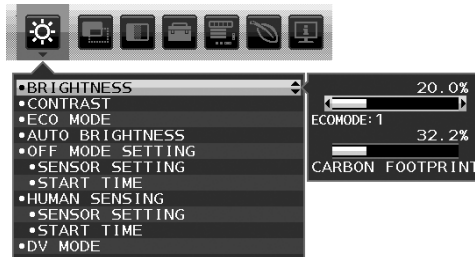 •BRIGHTNESS
•CONTRAST
•ECO MODE
•AUTO BRIGHTNESS
•OFF MODE SETTING
•SENSOR SETTING
•START TIME
•HUMAN SENSING
•SENSOR SETTING
•START TIME
•DV MODE
20.0%
ECOMODE:1
32.2%
CARBON FOOTPRINT